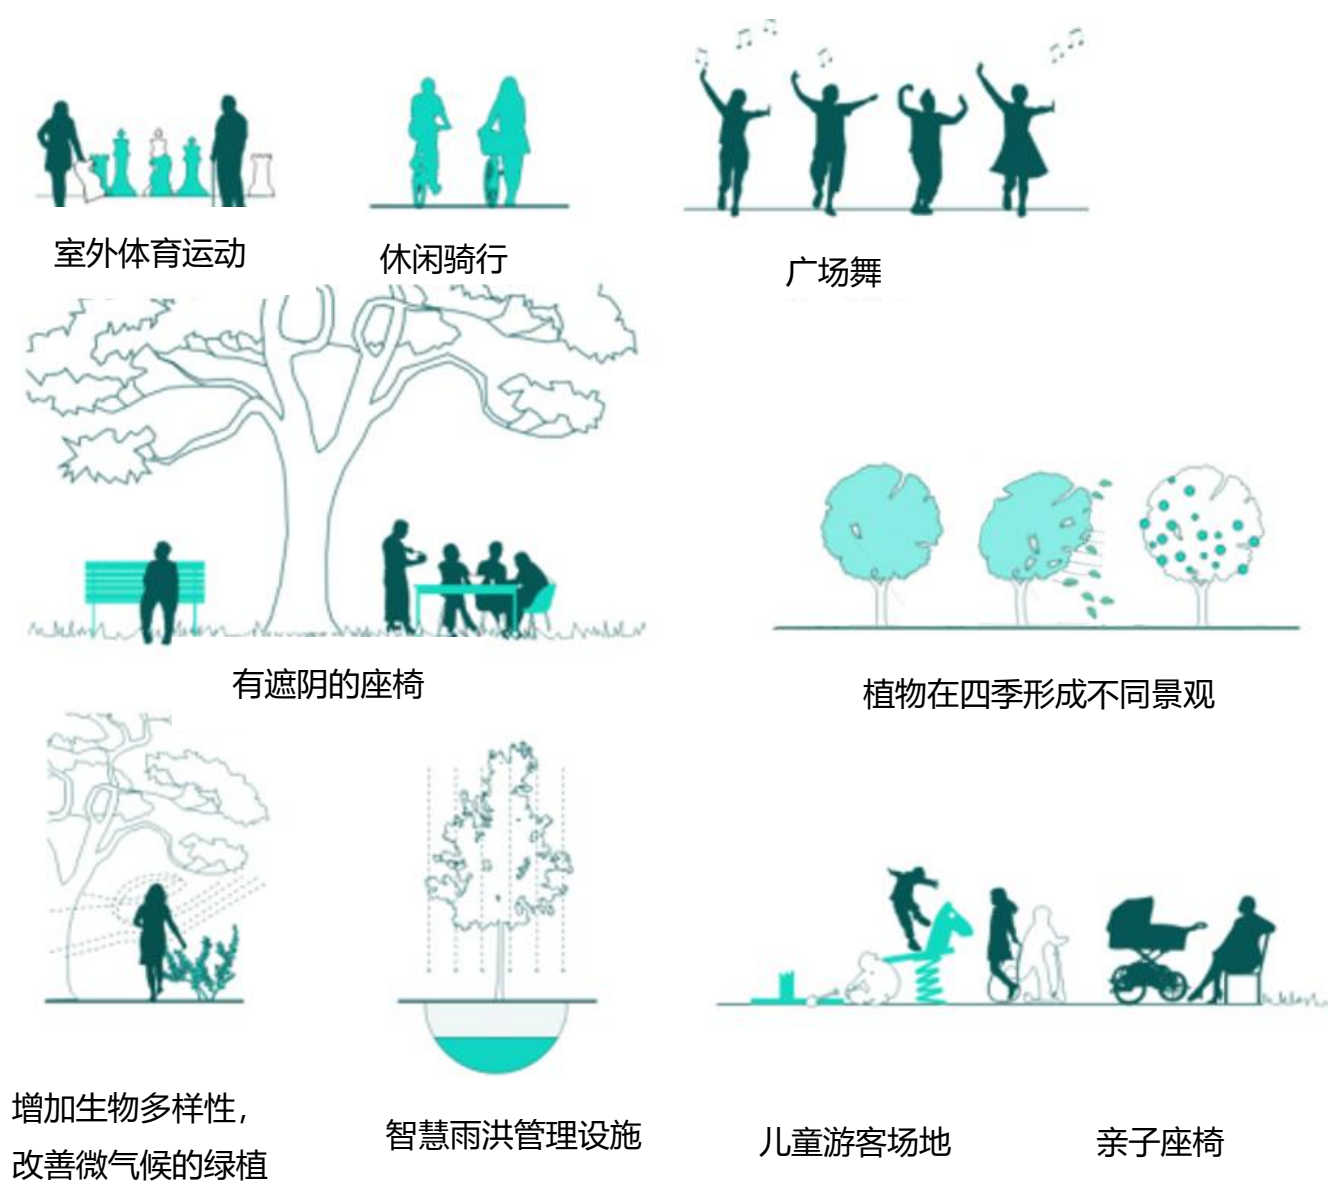 室外体育运动
休闲骑行
广场舞
有遮阴的座椅
植物在四季形成不同景观
增加生物多样性，
改善微气候的绿植
智慧雨洪管理设施
儿童游客场地
亲子座椅